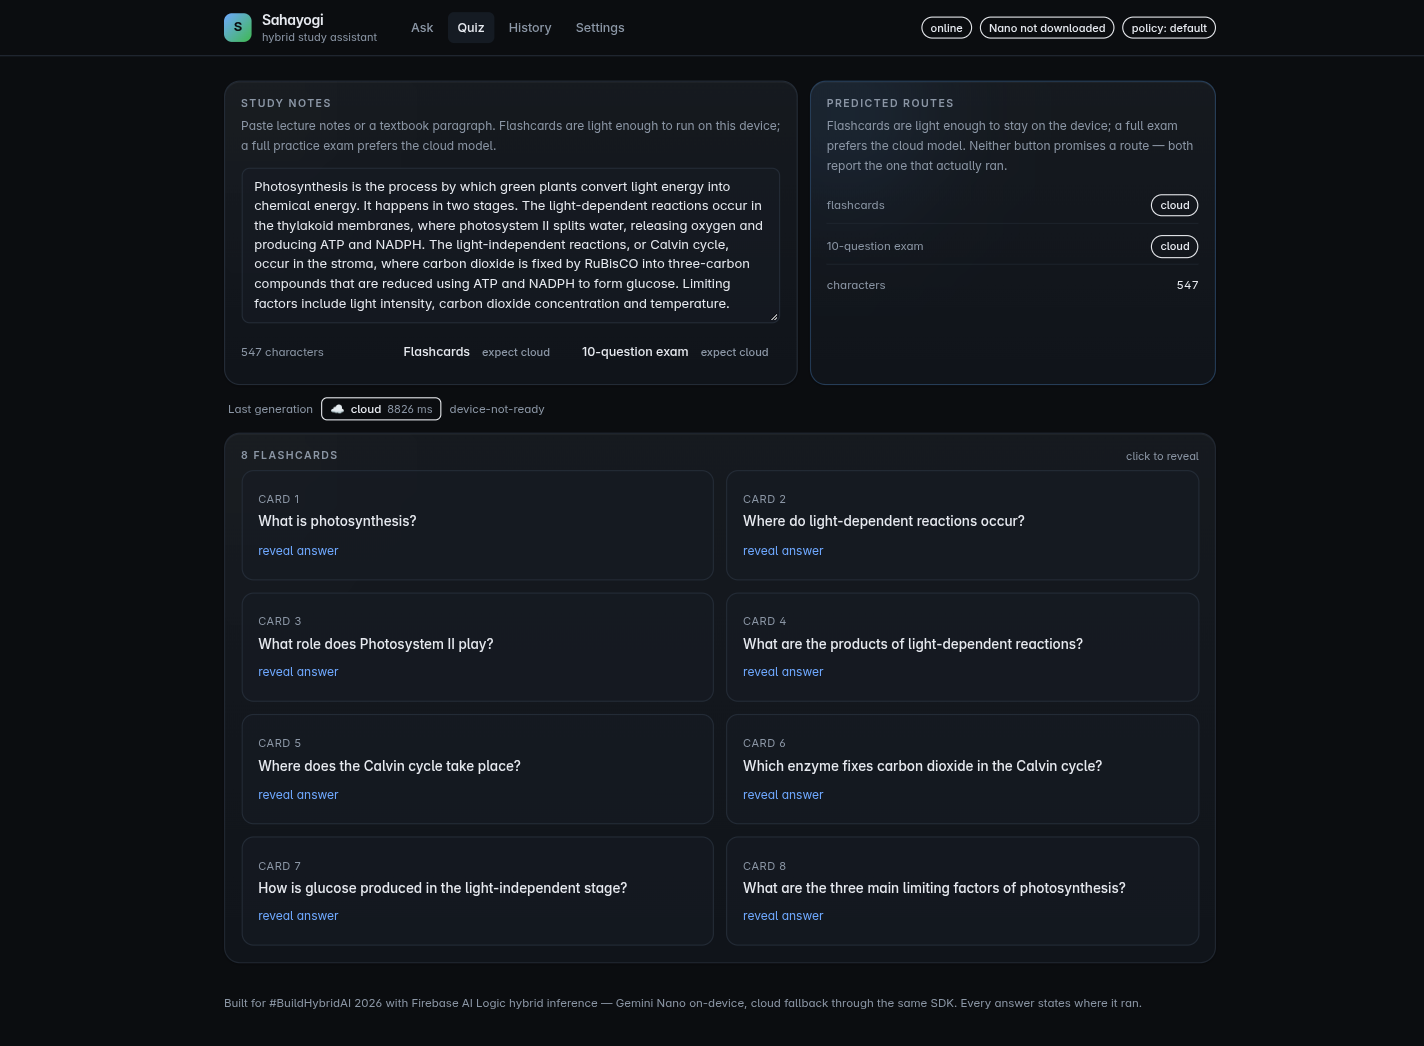 S
Sahayogi
hybrid study assistant
Ask
Quiz
History
Settings
online
Nano not downloaded
policy: default
STUDY NOTES
Paste lecture notes or a textbook paragraph. Flashcards are light enough to run on this device;
a full practice exam prefers the cloud model.
Photosynthesis is the process by which green plants convert light energy into
chemical energy. It happens in two stages. The light-dependent reactions occur in
the thylakoid membranes, where photosystem II splits water, releasing oxygen and
producing ATP and NADPH. The light-independent reactions, or Calvin cycle,
occur in the stroma, where carbon dioxide is fixed by RuBisCO into three-carbon
compounds that are reduced using ATP and NADPH to form glucose. Limiting
factors include light intensity, carbon dioxide concentration and temperature.
547 characters
Flashcards expect cloud
10-question exam expect cloud
PREDICTED ROUTES
Flashcards are light enough to stay on the device; a full exam
prefers the cloud model. Neither button promises a route — both
report the one that actually ran.
flashcards cloud
10-question exam cloud
characters 547
Last generation cloud 8826 ms device-not-ready
8 FLASHCARDS
click to reveal
CARD 1
What is photosynthesis?
reveal answer
CARD 2
Where do light-dependent reactions occur?
reveal answer
CARD 3
What role does Photosystem II play?
reveal answer
CARD 4
What are the products of light-dependent reactions?
reveal answer
CARD 5
Where does the Calvin cycle take place?
reveal answer
CARD 6
Which enzyme fixes carbon dioxide in the Calvin cycle?
reveal answer
CARD 7
How is glucose produced in the light-independent stage?
reveal answer
CARD 8
What are the three main limiting factors of photosynthesis?
reveal answer
Built for #BuildHybridAI 2026 with Firebase AI Logic hybrid inference — Gemini Nano on-device, cloud fallback through the same SDK. Every answer states where it ran.